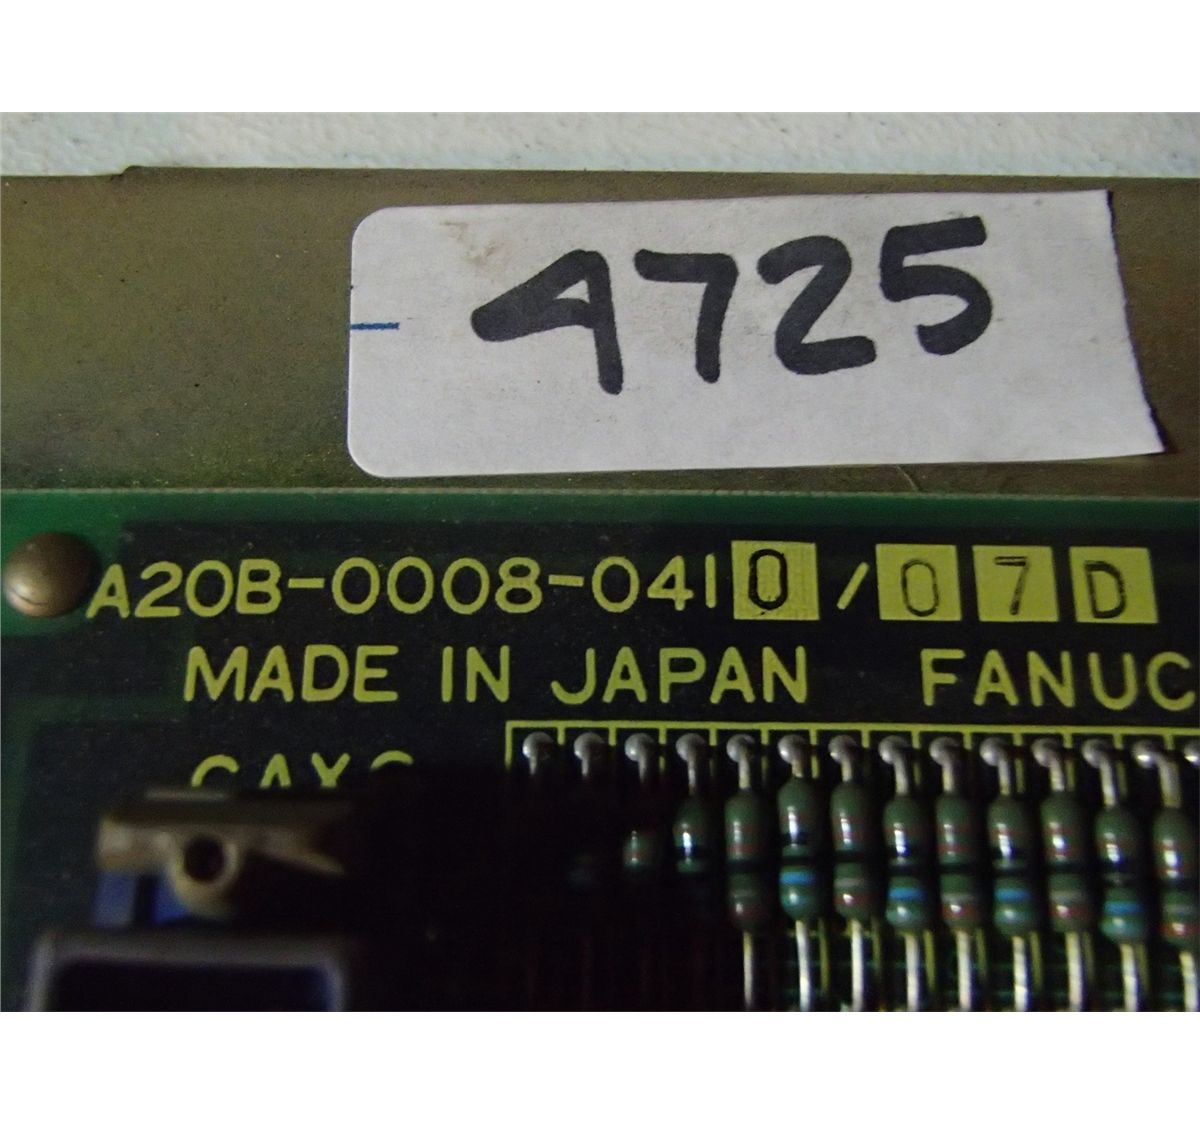 4725
A20B-0008-0410/07D
MADE IN JAPAN FANUC